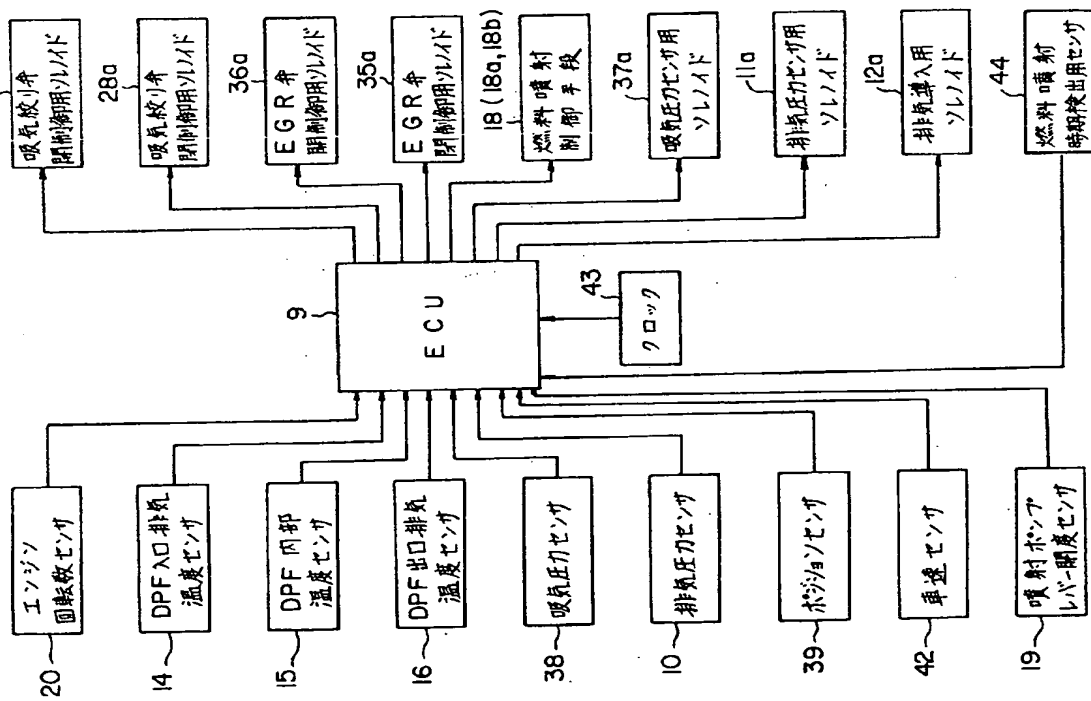 吸気絞り弁
開制御用ソレノイド
28a
吸気絞り弁
閉制御用ソレノイド
36a
EGR弁
開制御用ソレノイド
35a
EGR弁
閉制御用ソレノイド
18(18a,18b)
燃料噴射
制御手段
37a
吸気圧力センサ用
ソレノイド
11a
排気圧力センサ用
ソレノイド
12a
排気導入用
ソレノイド
44
燃料噴射
時期検出用センサ
9
ECU
43
クロック
エンジン
回転数センサ
20
DPF入口排気
温度センサ
14
DPF内部
温度センサ
15
DPF出口排気
温度センサ
16
吸気圧力センサ
38
排気圧力センサ
10
ポジションセンサ
39
車速センサ
42
噴射ポンプ
レバー開度センサ
19